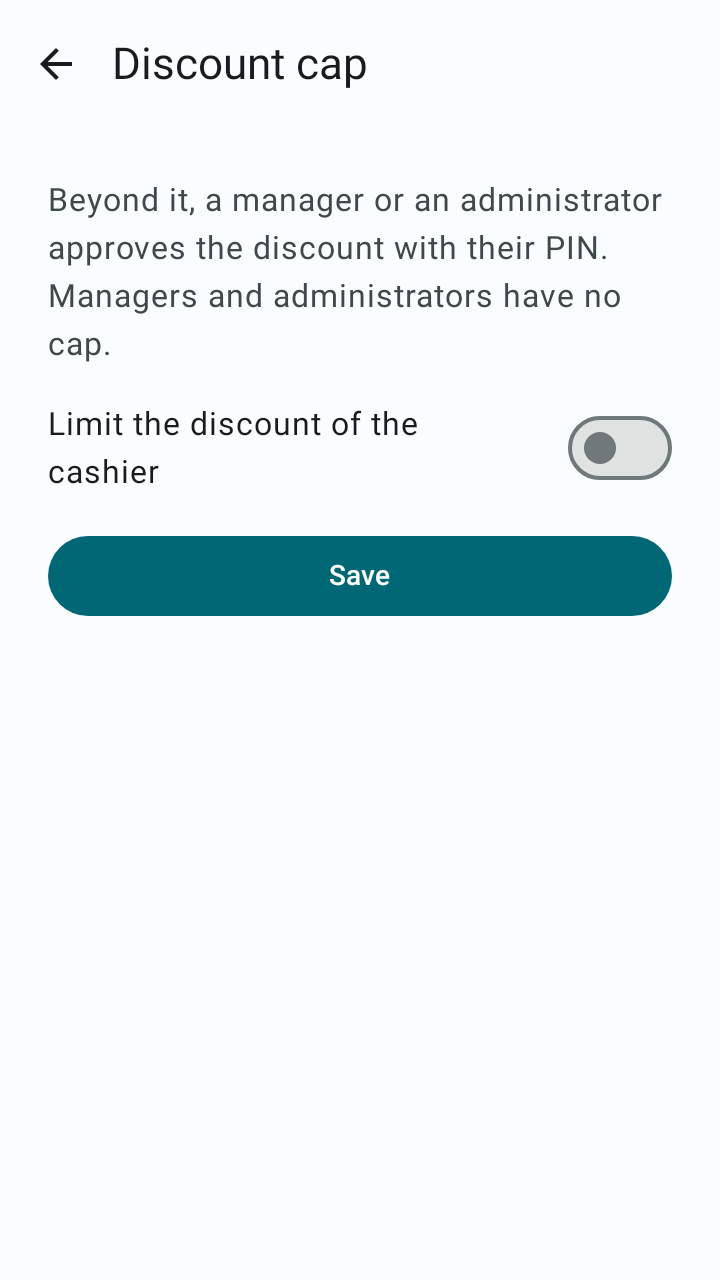 Discount cap
Beyond it, a manager or an administrator
approves the discount with their PIN.
Managers and administrators have no
cap.
Limit the discount of the
cashier
Save